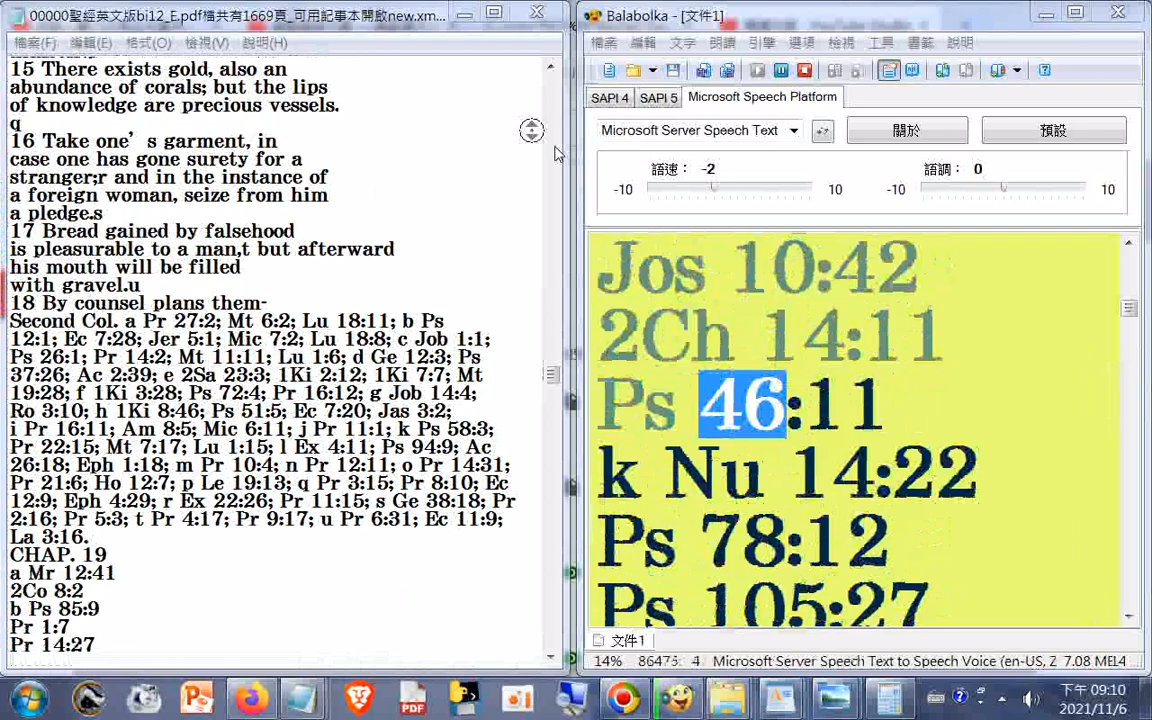 00000聖經英文版bi12_E.pdf檔共有1669頁_可用記事本開啟new.xm...
檔案(F) 編輯(E) 格式(O) 檢視(V) 說明(H)
15 There exists gold, also an
abundance of corals; but the lips
of knowledge are precious vessels.
q
16 Take one’s garment, in
case one has gone surety for a
stranger;r and in the instance of
a foreign woman, seize from him
a pledge.s
17 Bread gained by falsehood
is pleasurable to a man,t but afterward
his mouth will be filled
with gravel.u
18 By counsel plans them-
Second Col. a Pr 27:2; Mt 6:2; Lu 18:11; b Ps
12:1; Ec 7:28; Jer 5:1; Mic 7:2; Lu 18:8; c Job 1:1;
Ps 26:1; Pr 14:2; Mt 11:11; Lu 1:6; d Ge 12:3; Ps
37:26; Ac 2:39; e 2Sa 23:3; 1Ki 2:12; 1Ki 7:7; Mt
19:28; f 1Ki 3:28; Ps 72:4; Pr 16:12; g Job 14:4;
Ro 3:10; h 1Ki 8:46; Ps 51:5; Ec 7:20; Jas 3:2;
i Pr 16:11; Am 8:5; Mic 6:11; j Pr 11:1; k Ps 58:3;
Pr 22:15; Mt 7:17; Lu 1:15; l Ex 4:11; Ps 94:9; Ac
26:18; Eph 1:18; m Pr 10:4; n Pr 12:11; o Pr 14:31;
Pr 21:6; Ho 12:7; p Le 19:13; q Pr 3:15; Pr 8:10; Ec
12:9; Eph 4:29; r Ex 22:26; Pr 11:15; s Ge 38:18; Pr
2:16; Pr 5:3; t Pr 4:17; Pr 9:17; u Pr 6:31; Ec 11:9;
La 3:16.
CHAP. 19
a Mr 12:41
2Co 8:2
b Ps 85:9
Pr 1:7
Pr 14:27
Balabolka - [文件1]
檔案 編輯 文字 朗讀 引擎 選項 檢視 工具 書籤 說明
SAPI 4 SAPI 5 Microsoft Speech Platform
Microsoft Server Speech Text 關於 預設
語速： -2 語調： 0
-10 10 -10 10
Jos 10:42
2Ch 14:11
Ps 46:11
k Nu 14:22
Ps 78:12
Ps 105:27
文件1
14% 86475: 4 Microsoft Server Speech Text to Speech Voice (en-US, Z 7.08 MEL4
PDF
下午 09:10
2021/11/6